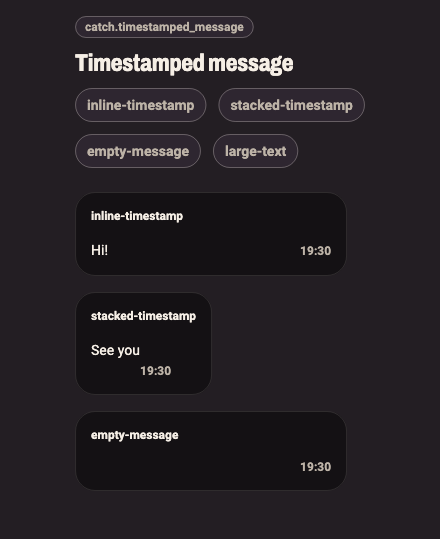 catch.timestamped_message
Timestamped message
inline-timestamp
stacked-timestamp
empty-message
large-text
inline-timestamp
Hi!
19:30
stacked-timestamp
See you
19:30
empty-message
19:30